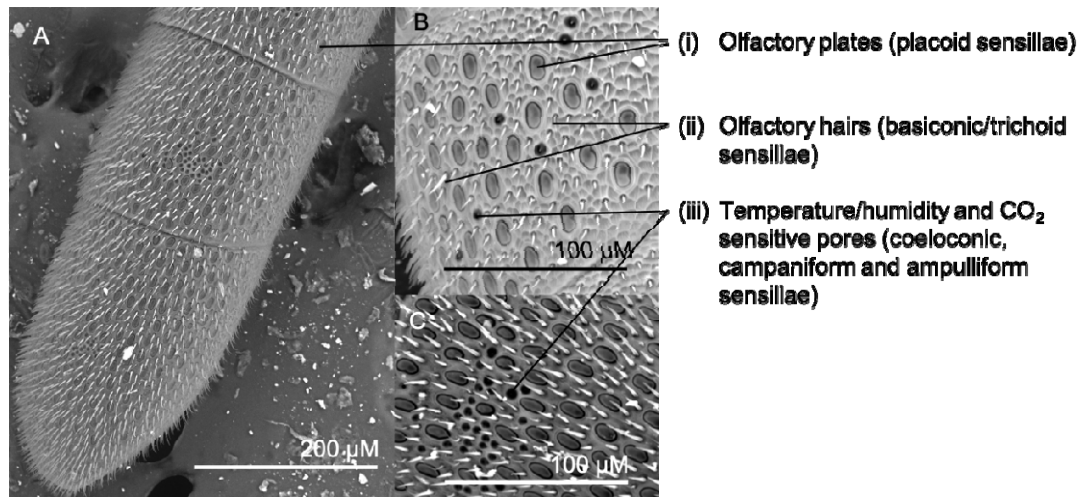 A
B
C
200 µM
100 µM
100 µM
(i) Olfactory plates (placoid sensillae)
(ii) Olfactory hairs (basiconic/trichoid
sensillae)
(iii) Temperature/humidity and CO₂
sensitive pores (coeloconic,
campaniform and ampulliform
sensillae)